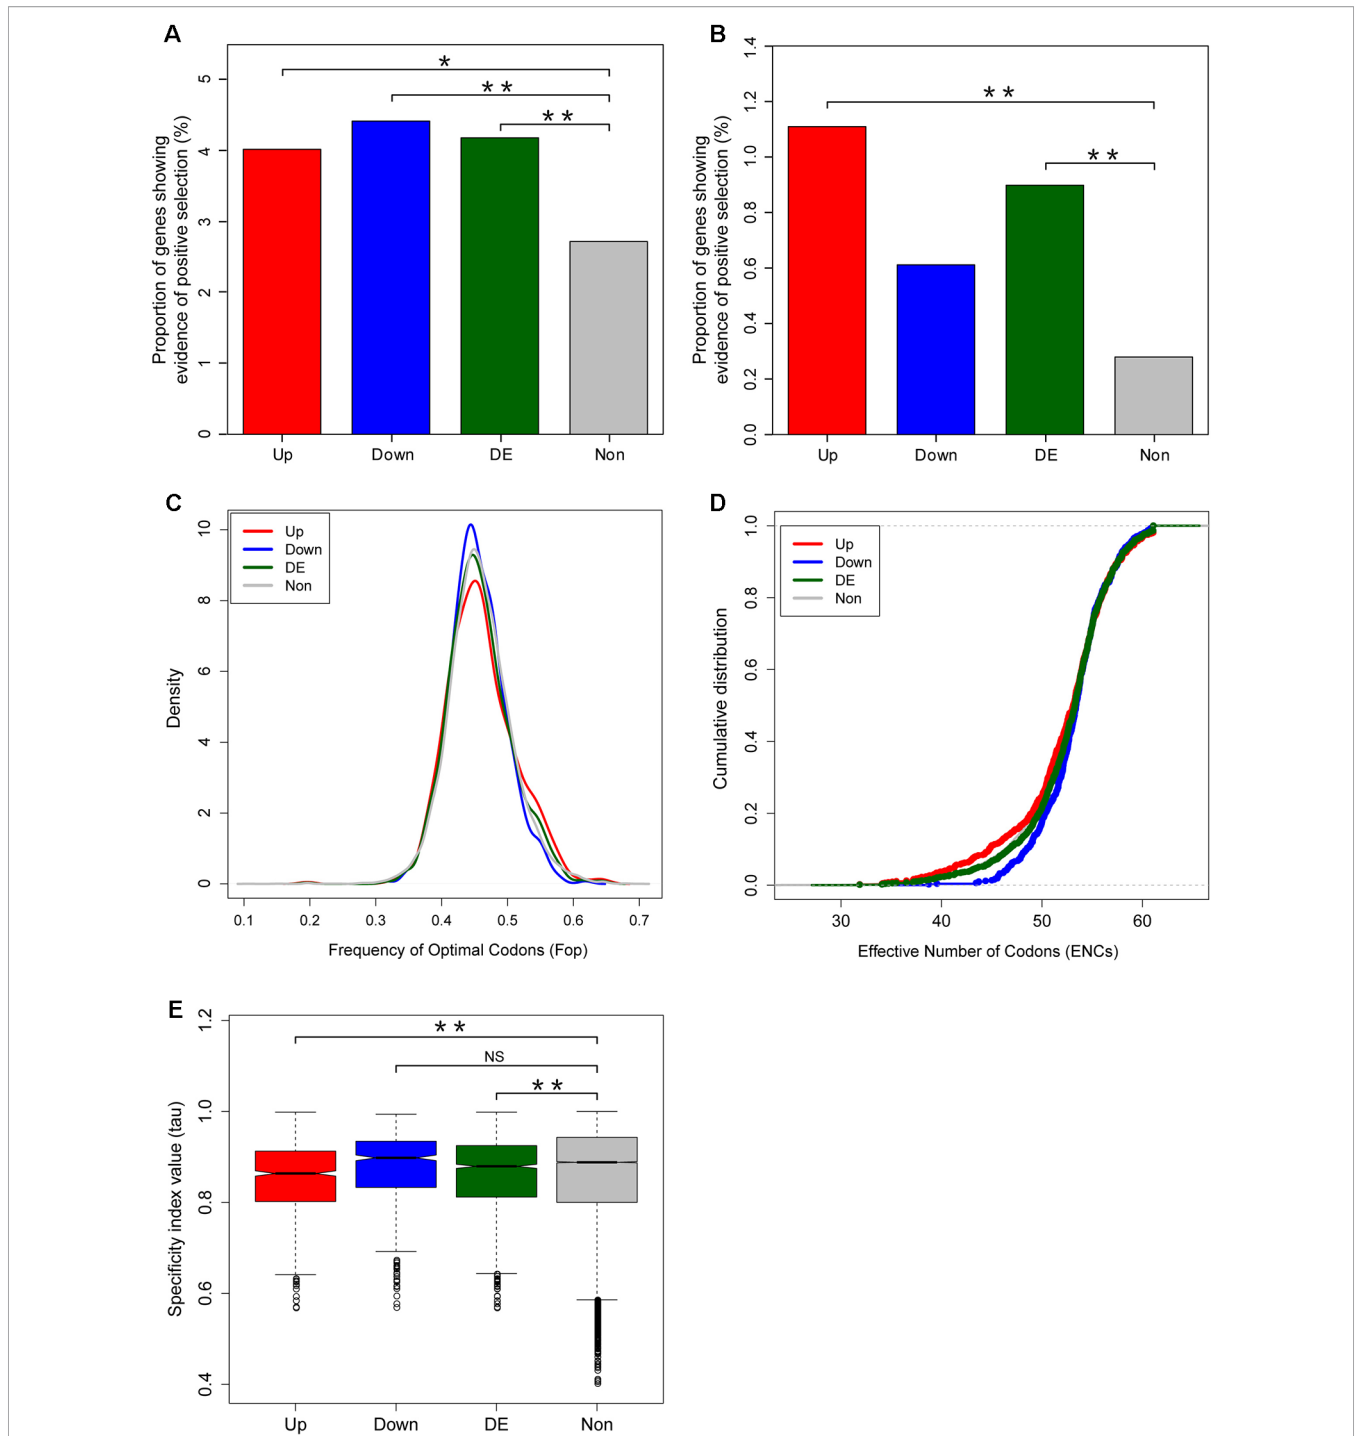 A
Proportion of genes showing
evidence of positive selection (%)
0 1 2 3 4 5
*
* *
* *
Up Down DE Non
B
Proportion of genes showing
evidence of positive selection (%)
0.0 0.2 0.4 0.6 0.8 1.0 1.2 1.4
* *
* *
Up Down DE Non
C
Up
Down
DE
Non
Density
0 2 4 6 8 10
0.1 0.2 0.3 0.4 0.5 0.6 0.7
Frequency of Optimal Codons (Fop)
D
Up
Down
DE
Non
Cumulative distribution
0.0 0.2 0.4 0.6 0.8 1.0
30 40 50 60
Effective Number of Codons (ENCs)
E
Specificity index value (tau)
0.4 0.6 0.8 1.0 1.2
* *
NS
* *
Up Down DE Non